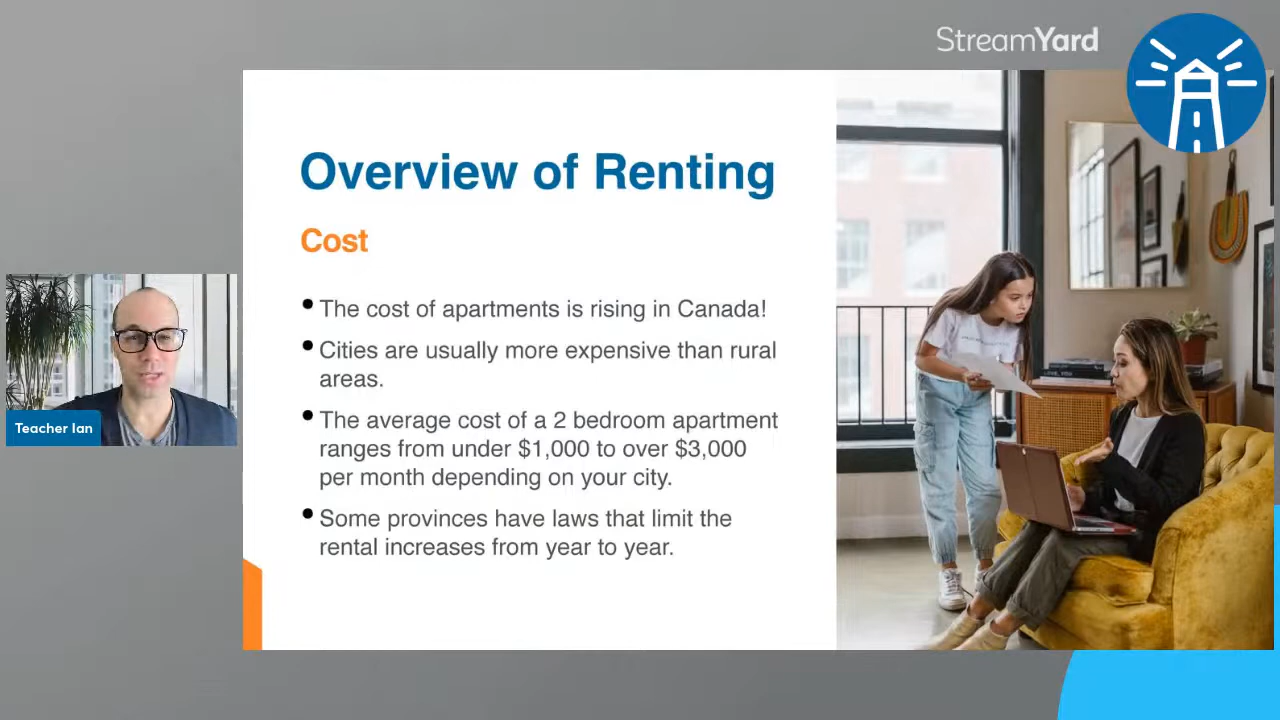 StreamYard
Overview of Renting
Cost
• The cost of apartments is rising in Canada!
• Cities are usually more expensive than rural
areas.
• The average cost of a 2 bedroom apartment
ranges from under $1,000 to over $3,000
per month depending on your city.
• Some provinces have laws that limit the
rental increases from year to year.
Teacher Ian